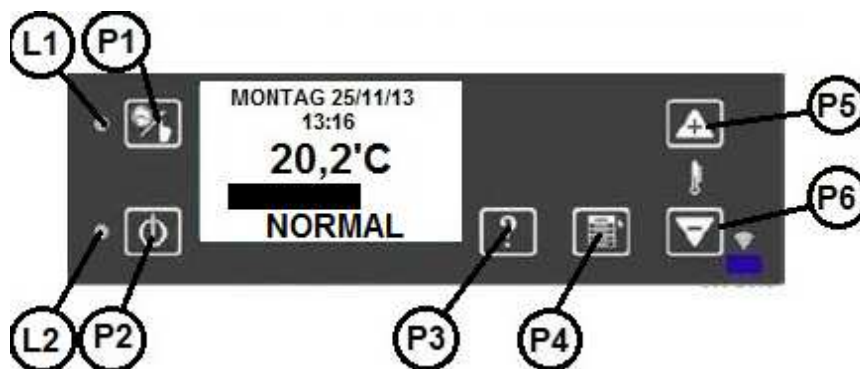 L1
P1
MONTAG 25/11/13
13:16
20,2'C
NORMAL
+
P5
P6
-
?
L2
P2
P3
P4